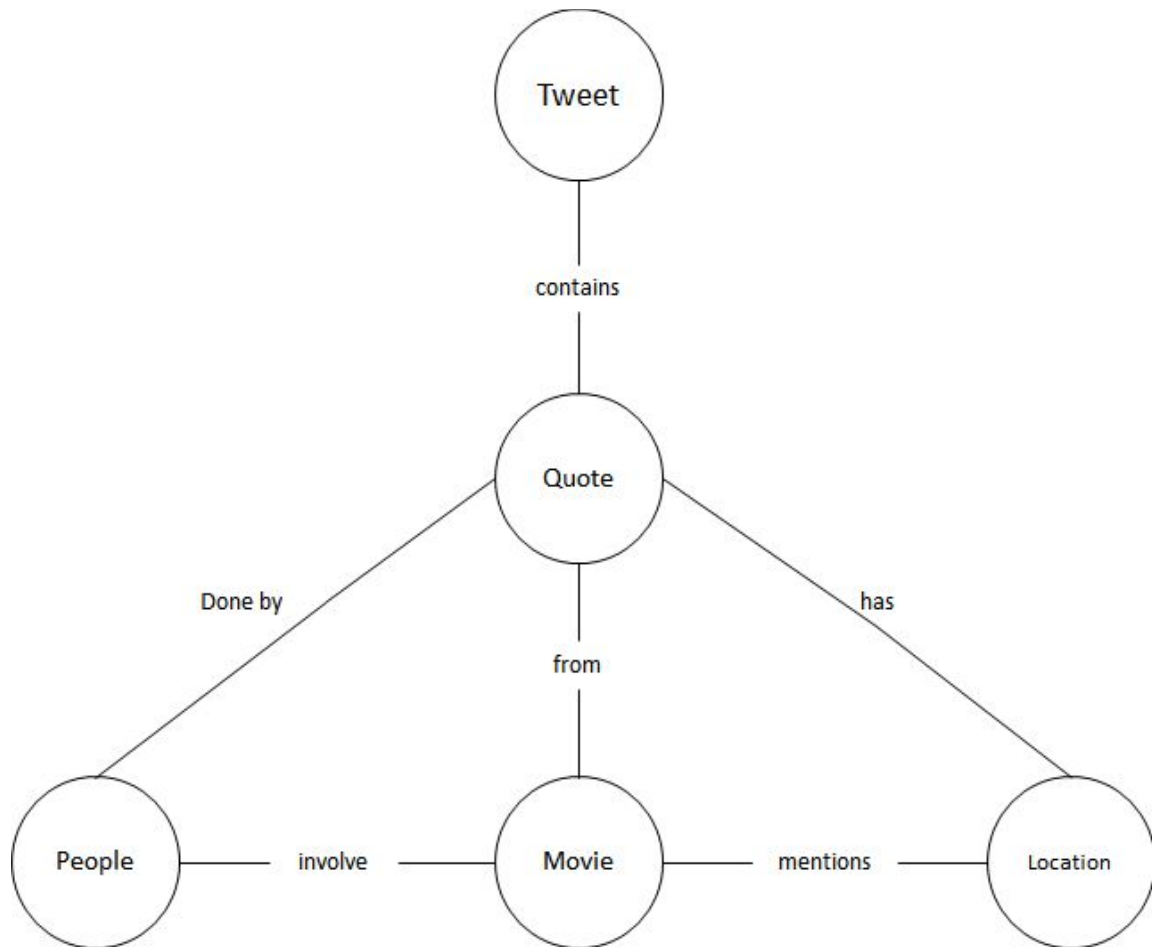 Tweet
contains
Quote
Done by
has
from
People
involve
Movie
mentions
Location